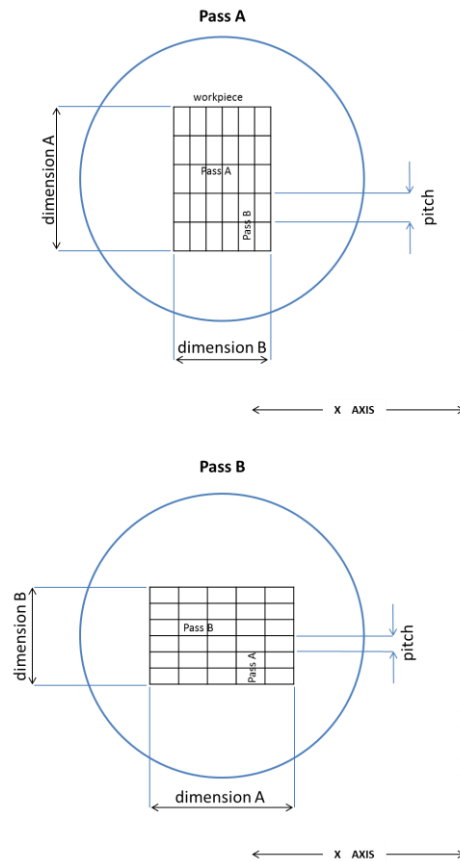 Pass A
workpiece
dimension A
Pass A
Pass B
pitch
dimension B
X AXIS
Pass B
dimension B
Pass B
Pass A
pitch
dimension A
X AXIS